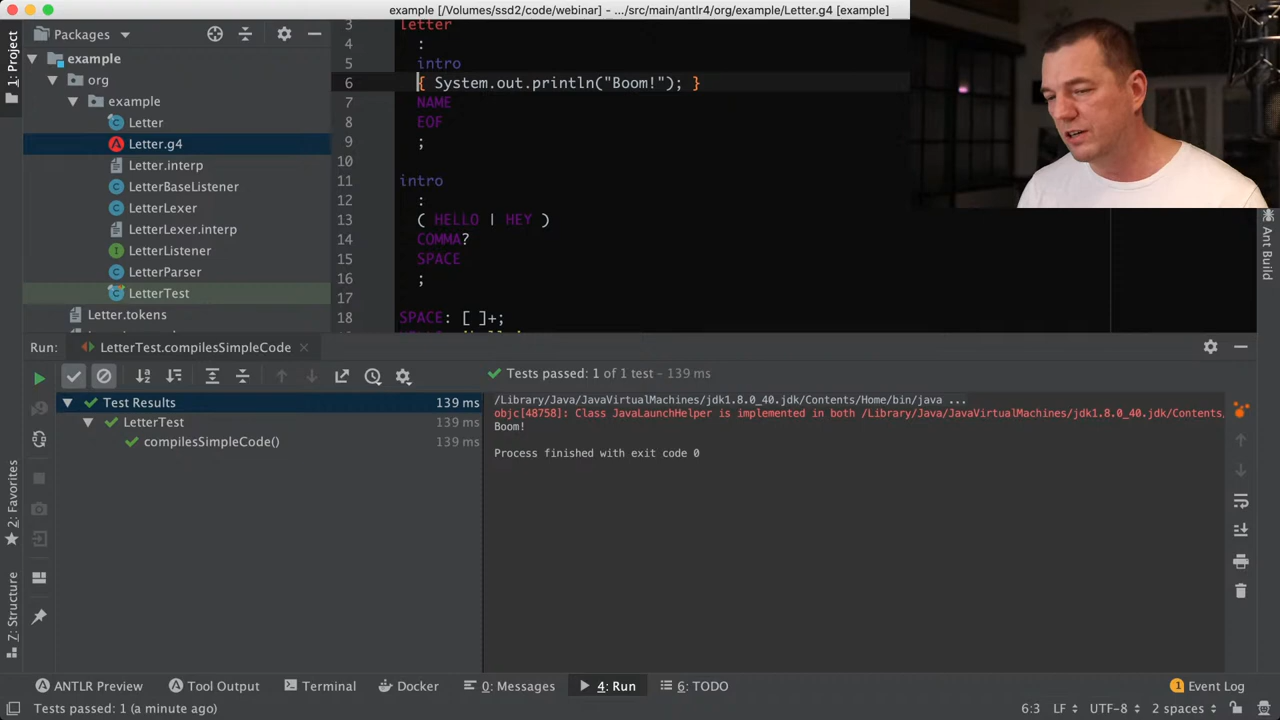 example [/Volumes/ssd2/code/webinar] - .../src/main/antlr4/org/example/Letter.g4 [example]
1: Project
Packages
example
org
example
Letter
Letter.g4
Letter.interp
LetterBaseListener
LetterLexer
LetterLexer.interp
LetterListener
LetterParser
LetterTest
Letter.tokens
3 letter
4 :
5 intro
6 { System.out.println("Boom!"); }
7 NAME
8 EOF
9 ;
10
11 intro
12 :
13 ( HELLO | HEY )
14 COMMA?
15 SPACE
16 ;
17
18 SPACE: [ ]+;
Ant Build
Run: LetterTest.compilesSimpleCode
Tests passed: 1 of 1 test – 139 ms
Test Results 139 ms
LetterTest 139 ms
compilesSimpleCode() 139 ms
/Library/Java/JavaVirtualMachines/jdk1.8.0_40.jdk/Contents/Home/bin/java ...
objc[48758]: Class JavaLaunchHelper is implemented in both /Library/Java/JavaVirtualMachines/jdk1.8.0_40.jdk/Contents/
Boom!
Process finished with exit code 0
2: Favorites
7: Structure
ANTLR Preview Tool Output Terminal Docker 0: Messages 4: Run 6: TODO 1 Event Log
Tests passed: 1 (a minute ago) 6:3 LF UTF-8 2 spaces